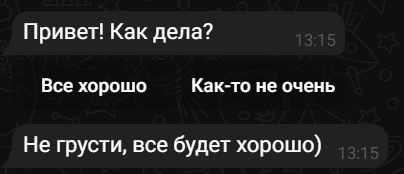 Привет! Как дела?
13:15
Все хорошо Как-то не очень
Не грусти, все будет хорошо)
13:15